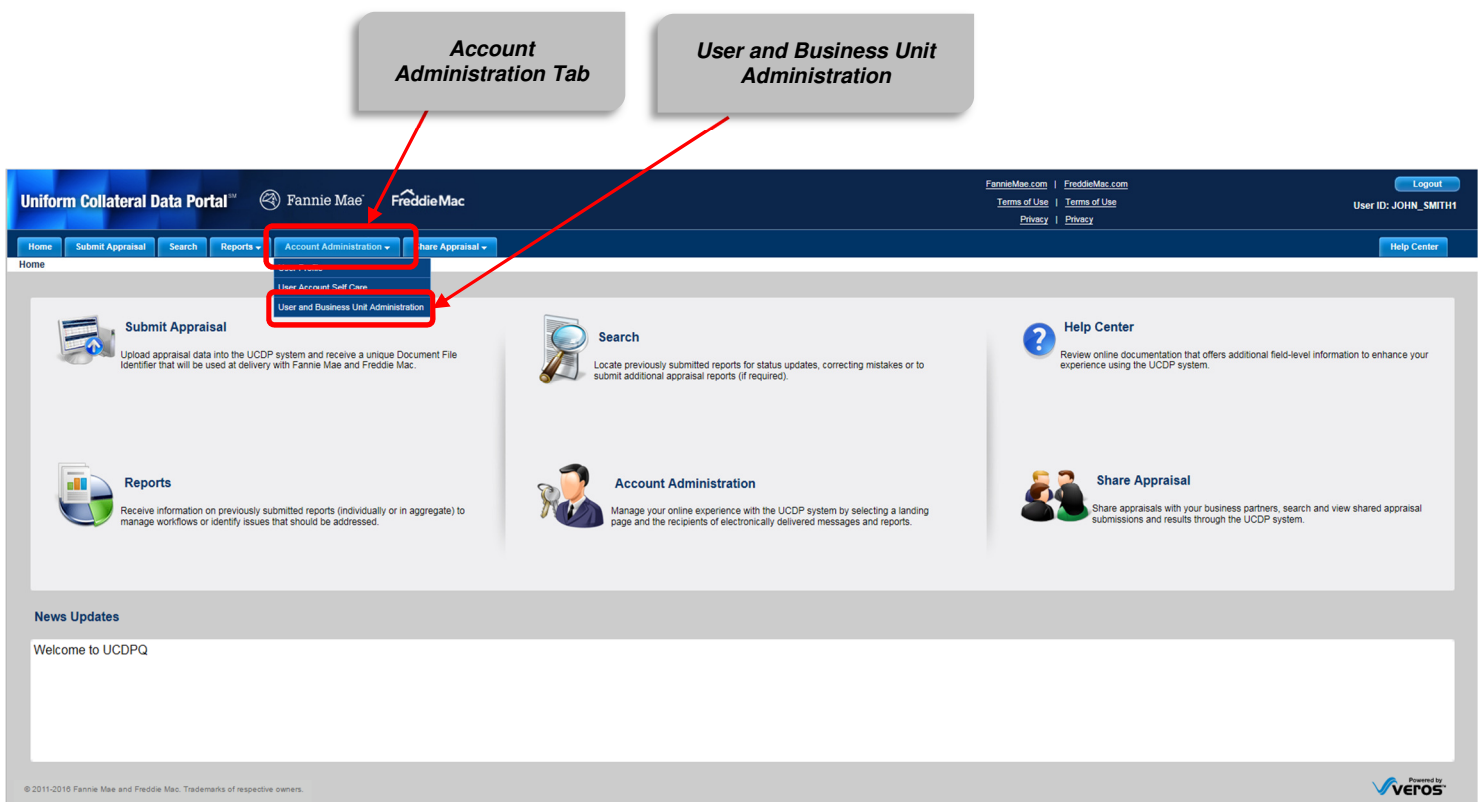 Account
Administration Tab
User and Business Unit
Administration
Uniform Collateral Data Portal℠
Fannie Mae
Freddie Mac
FannieMae.com | FreddieMac.com
Terms of Use | Terms of Use
Privacy | Privacy
Logout
User ID: JOHN_SMITH1
Home
Submit Appraisal
Search
Reports
Account Administration
Share Appraisal
Help Center
Home
User Profile
User Account Self Care
User and Business Unit Administration
Submit Appraisal
Upload appraisal data into the UCDP system and receive a unique Document File
Identifier that will be used at delivery with Fannie Mae and Freddie Mac.
Search
Locate previously submitted reports for status updates, correcting mistakes or to
submit additional appraisal reports (if required).
Help Center
Review online documentation that offers additional field-level information to enhance your
experience using the UCDP system.
Reports
Receive information on previously submitted reports (individually or in aggregate) to
manage workflows or identify issues that should be addressed.
Account Administration
Manage your online experience with the UCDP system by selecting a landing
page and the recipients of electronically delivered messages and reports.
Share Appraisal
Share appraisals with your business partners, search and view shared appraisal
submissions and results through the UCDP system.
News Updates
Welcome to UCDPQ
© 2011-2016 Fannie Mae and Freddie Mac. Trademarks of respective owners.
Powered by
veros